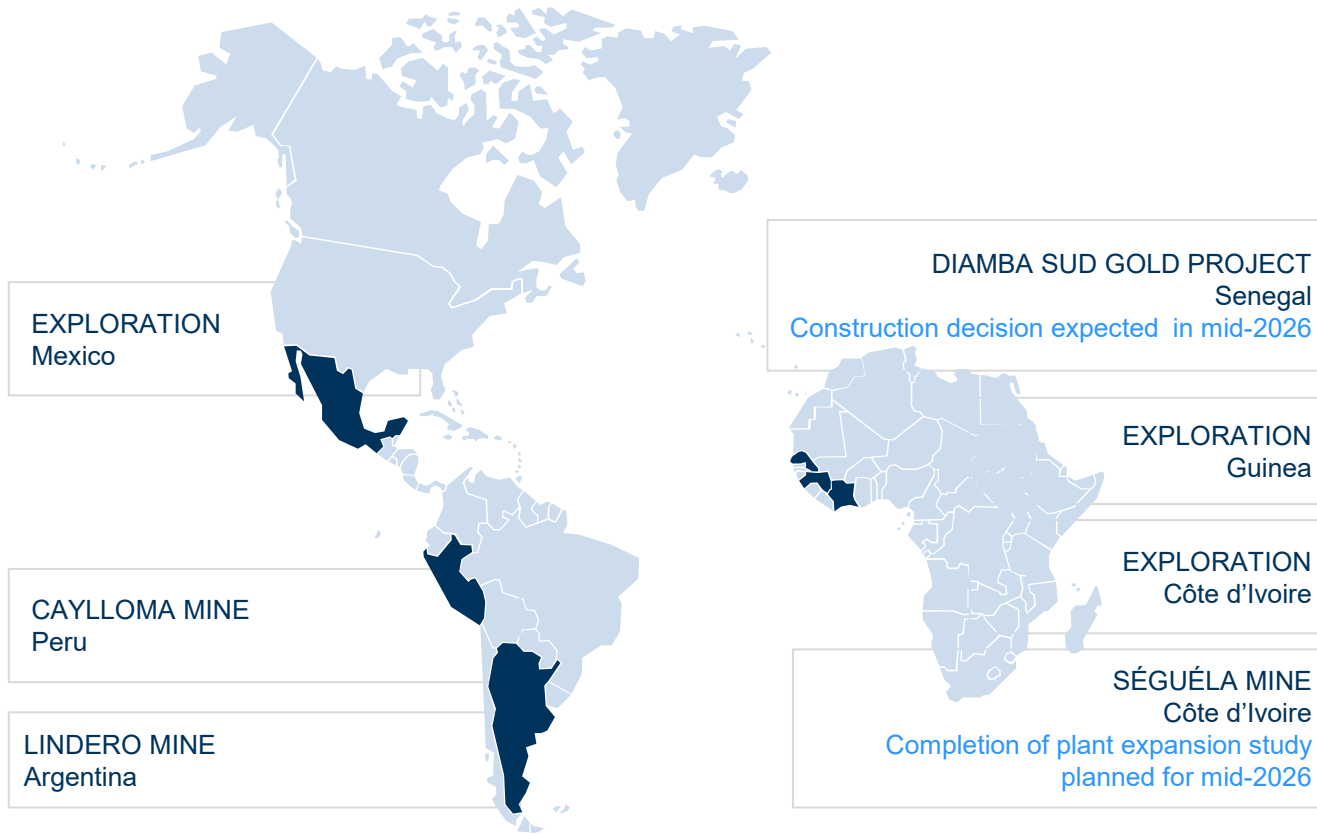 EXPLORATION
Mexico
CAYLLOMA MINE
Peru
LINDERO MINE
Argentina
DIAMBA SUD GOLD PROJECT
Senegal
Construction decision expected  in mid-2026
EXPLORATION
Guinea
EXPLORATION
Côte d’Ivoire
SÉGUÉLA MINE
Côte d’Ivoire
Completion of plant expansion study
planned for mid-2026